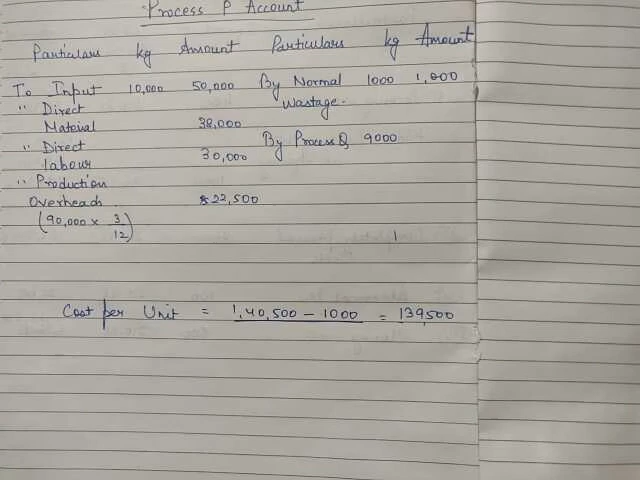 Process P Account
Particulars kg Amount Particulars kg Amount
To Input 10,000 50,000 By Normal 1000 1,000
" Direct Wastage.
Material 38,000
" Direct By Process Q 9000
labour 30,000
" Production
Overheads 22,500
(90,000 × 3/12)
Cost per Unit = 1,40,500 – 1000 = 139,500